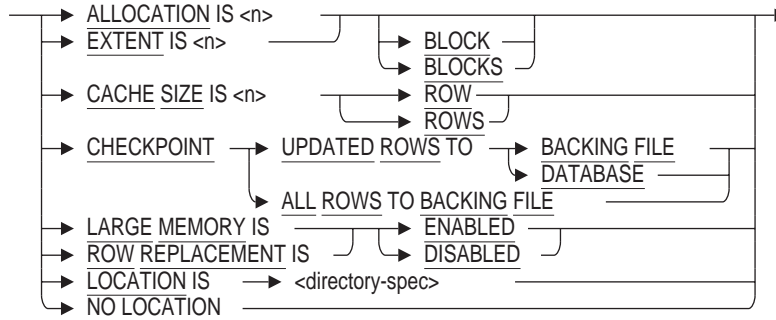 ALLOCATION IS <n>
EXTENT IS <n>
BLOCK
BLOCKS
CACHE SIZE IS <n>
ROW
ROWS
CHECKPOINT
UPDATED ROWS TO
BACKING FILE
DATABASE
ALL ROWS TO BACKING FILE
LARGE MEMORY IS
ROW REPLACEMENT IS
ENABLED
DISABLED
LOCATION IS
<directory-spec>
NO LOCATION